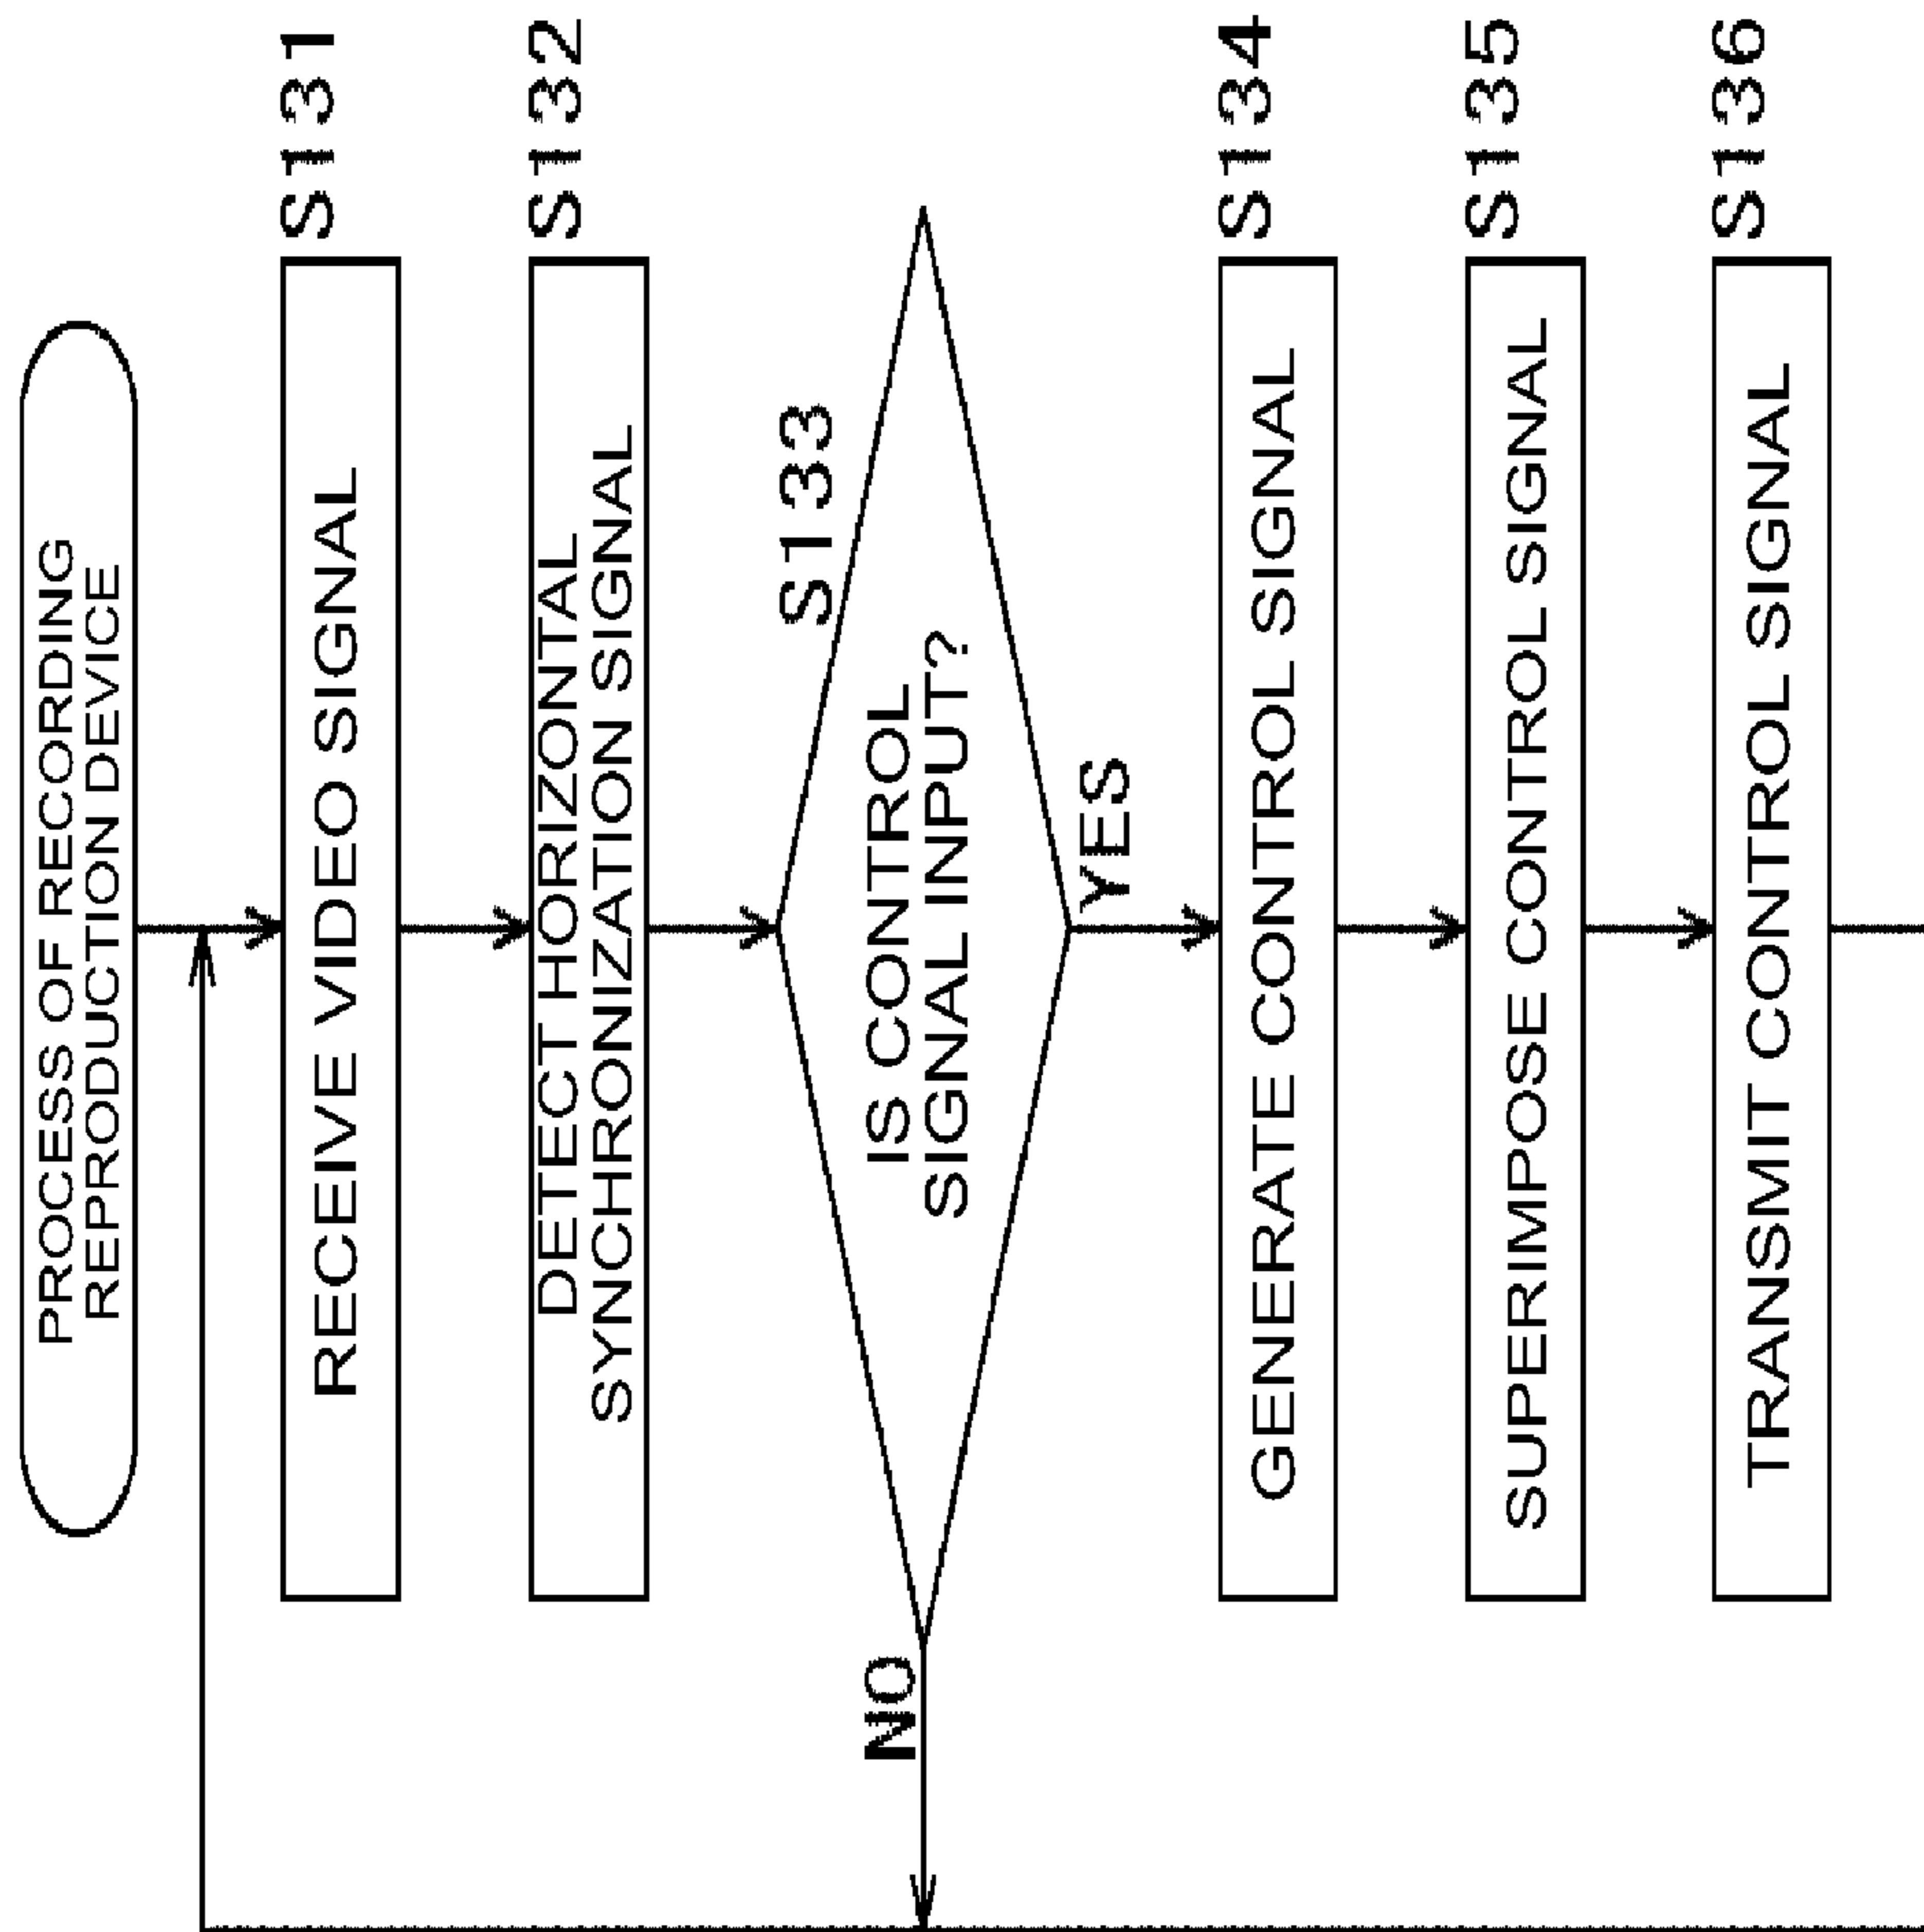 PROCESS OF RECORDING
REPRODUCTION DEVICE
S131
RECEIVE VIDEO SIGNAL
S132
DETECT HORIZONTAL
SYNCHRONIZATION SIGNAL
S133
IS CONTROL
SIGNAL INPUT?
NO
YES
S134
GENERATE CONTROL SIGNAL
S135
SUPERIMPOSE CONTROL SIGNAL
S136
TRANSMIT CONTROL SIGNAL